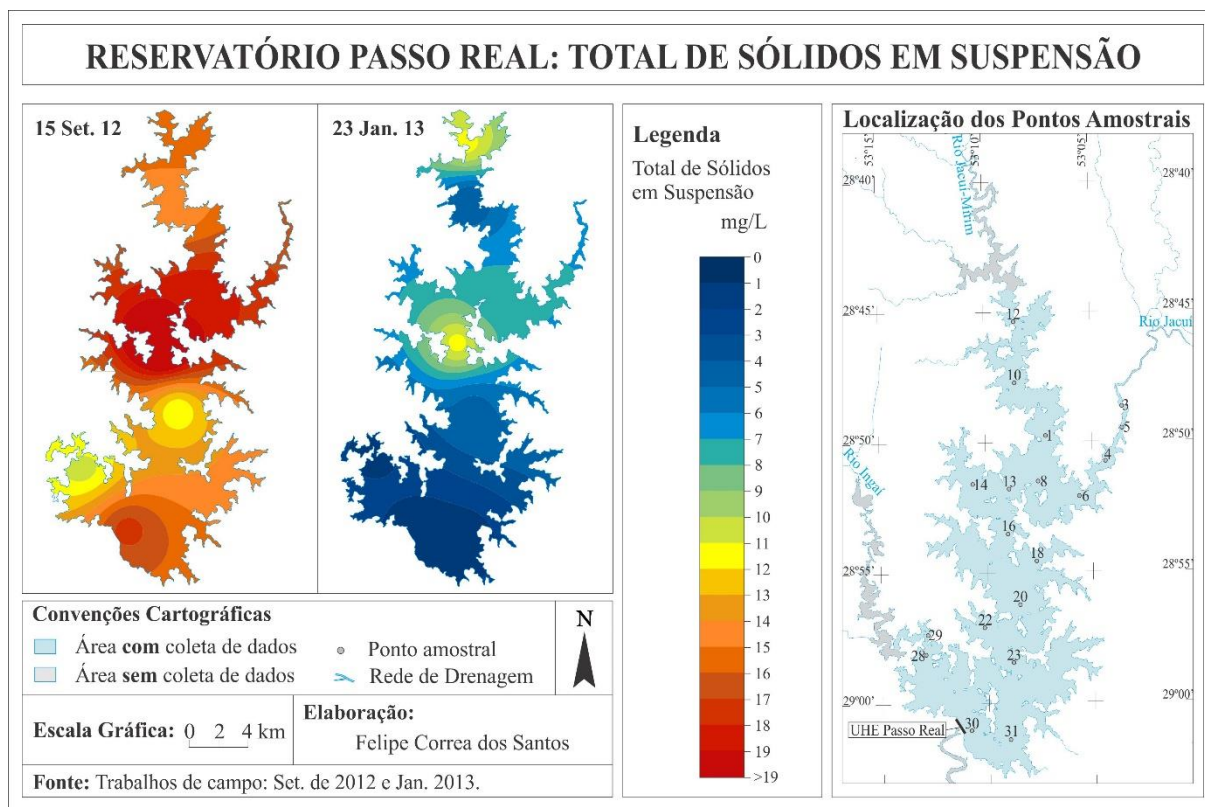 RESERVATÓRIO PASSO REAL: TOTAL DE SÓLIDOS EM SUSPENSÃO
15 Set. 12
23 Jan. 13
Legenda
Total de Sólidos
em Suspensão
mg/L
0
1
2
3
4
5
6
7
8
9
10
11
12
13
14
15
16
17
18
19
>19
Localização dos Pontos Amostrais
53°15'
53°10'
53°05'
Rio Jacuí-Mirim
28°40'
28°40'
28°45'
28°45'
Rio Jacuí
12
10
3
5
28°50'
1
28°50'
4
Rio Ingaí
14
13
8
6
16
18
28°55'
28°55'
20
22
29
28
23
29°00'
29°00'
30
UHE Passo Real
31
Convenções Cartográficas
Área com coleta de dados
Área sem coleta de dados
Ponto amostral
Rede de Drenagem
N
Escala Gráfica: 0 2 4 km
Elaboração:
Felipe Correa dos Santos
Fonte: Trabalhos de campo: Set. de 2012 e Jan. 2013.